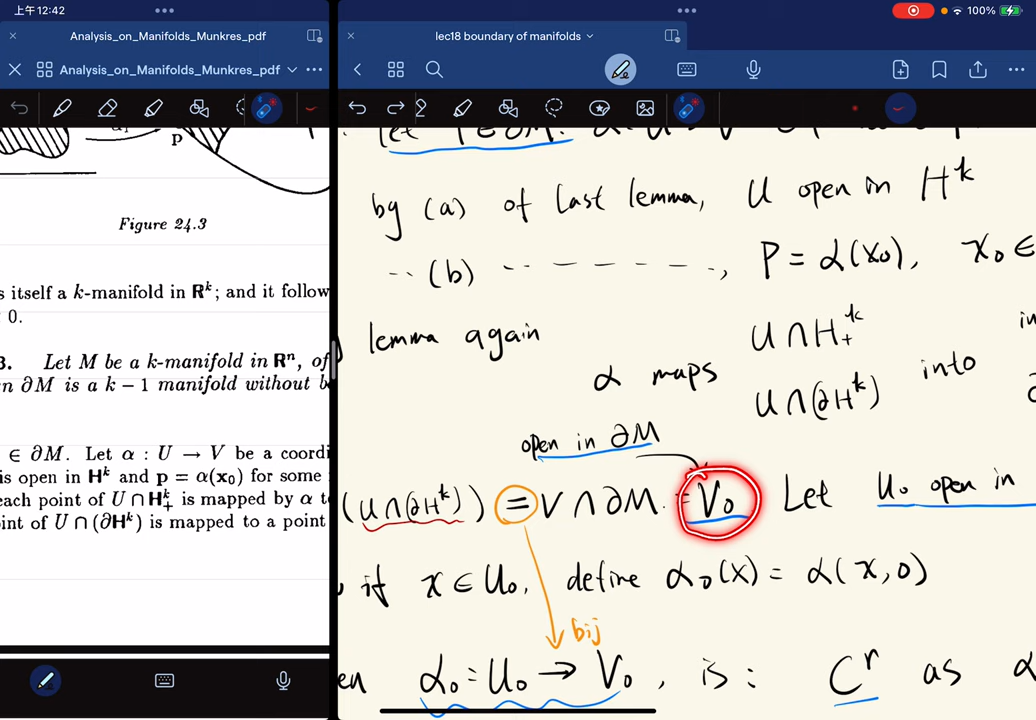 上午12:42
100%
Analysis_on_Manifolds_Munkres_pdf
Analysis_on_Manifolds_Munkres_pdf
p
Figure 24.3
s itself a k-manifold in R^k; and it follow
0.
3. Let M be a k-manifold in R^n, of
n ∂M is a k − 1 manifold without b
∈ ∂M. Let α : U → V be a coordi
is open in H^k and p = α(x₀) for some
each point of U ∩ H₊^k is mapped by α to
oint of U ∩ (∂H^k) is mapped to a point
lec18 boundary of manifolds
by (a) of last lemma, U open in H^k
-- (b) -- - - - - - - --, P = α(x₀), x₀ ∈
lemma again
U ∩ H₊^k in
α maps into
U ∩ (∂H^k) ∂
open in ∂M
(U ∩ (∂H^k)) = V ∩ ∂M = V₀ Let U₀ open in
if x ∈ U₀, define α₀(x) = α(x, 0)
bij
en α₀ : U₀ → V₀, is : C^r as α